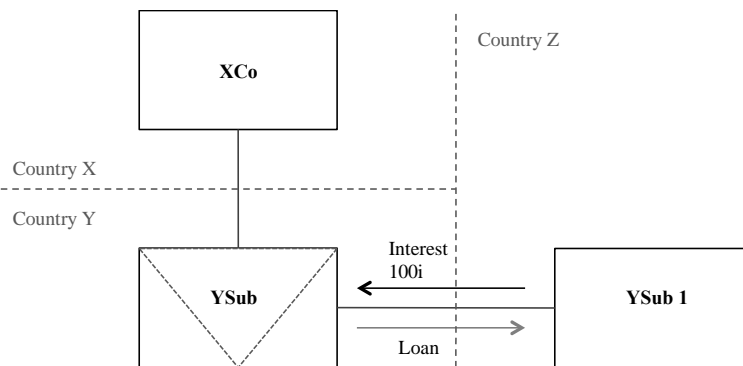 Country Z
XCo
Country X
Country Y
Interest
100i
YSub
YSub 1
Loan